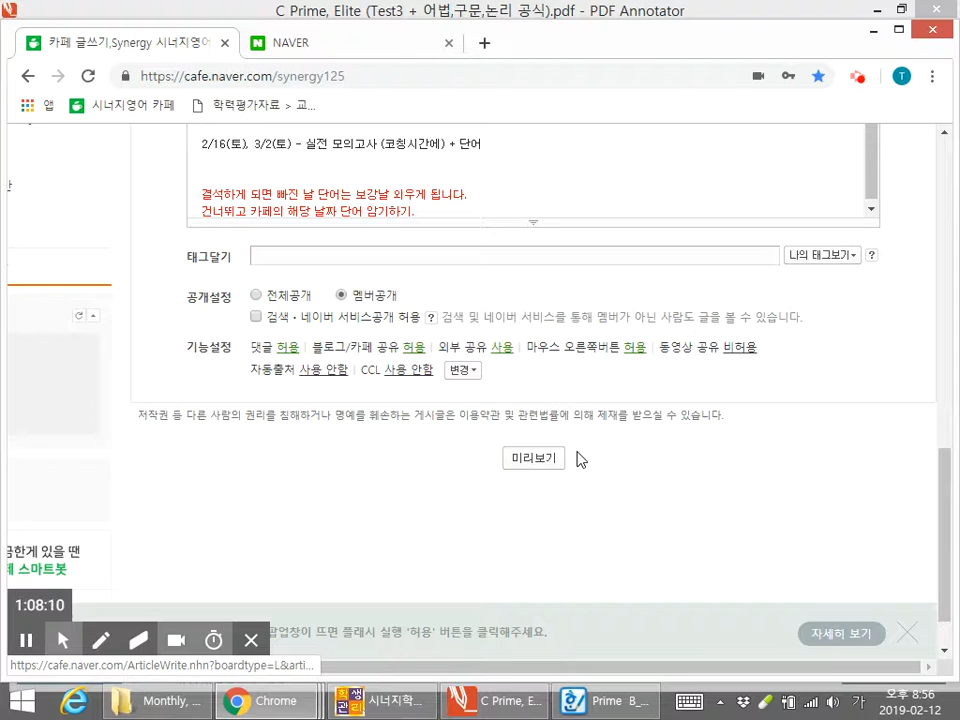 C Prime, Elite (Test3 + 어법,구문,논리 공식).pdf - PDF Annotator
카페 글쓰기,Synergy 시너지영어
NAVER
https://cafe.naver.com/synergy125
T
앱
시너지영어 카페
학력평가자료 > 교...
2/16(토), 3/2(토) - 실전 모의고사 (코칭시간에) + 단어
결석하게 되면 빠진 날 단어는 보강날 외우게 됩니다.
건너뛰고 카페의 해당 날짜 단어 암기하기.
태그달기
나의 태그보기
?
공개설정
전체공개
멤버공개
검색・네이버 서비스공개 허용 ? 검색 및 네이버 서비스를 통해 멤버가 아닌 사람도 글을 볼 수 있습니다.
기능설정
댓글 허용 | 블로그/카페 공유 허용 | 외부 공유 사용 | 마우스 오른쪽버튼 허용 | 동영상 공유 비허용
자동출처 사용 안함 | CCL 사용 안함 변경
저작권 등 다른 사람의 권리를 침해하거나 명예를 훼손하는 게시글은 이용약관 및 관련법률에 의해 제재를 받으실 수 있습니다.
미리보기
금한게 있을 땐
스마트봇
1:08:10
팝업창이 뜨면 플래시 실행 '허용' 버튼을 클릭해주세요.
자세히 보기
https://cafe.naver.com/ArticleWrite.nhn?boardtype=L&arti...
Monthly, ...
Chrome
학생관리
시너지학...
C Prime, E...
Prime B_...
가
오후 8:56
2019-02-12